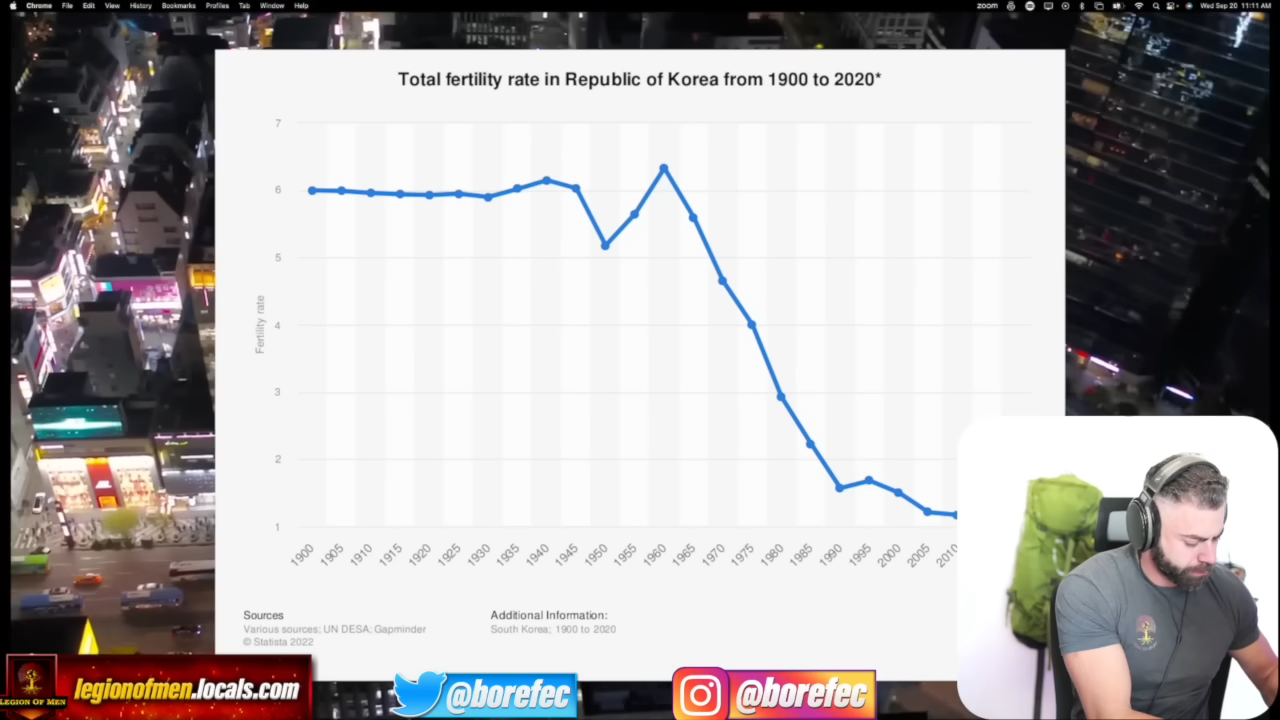 Chrome File Edit View History Bookmarks Profiles Tab Window Help
zoom
Wed Sep 20 11:11 AM
Total fertility rate in Republic of Korea from 1900 to 2020*
7
6
5
4
3
2
1
Fertility rate
1900 1905 1910 1915 1920 1925 1930 1935 1940 1945 1950 1955 1960 1965 1970 1975 1980 1985 1990 1995 2000 2005 2010
Sources
Various sources; UN DESA; Gapminder
© Statista 2022
Additional Information:
South Korea; 1900 to 2020
LEGION OF MEN
legionofmen.locals.com
@borefec
@borefec